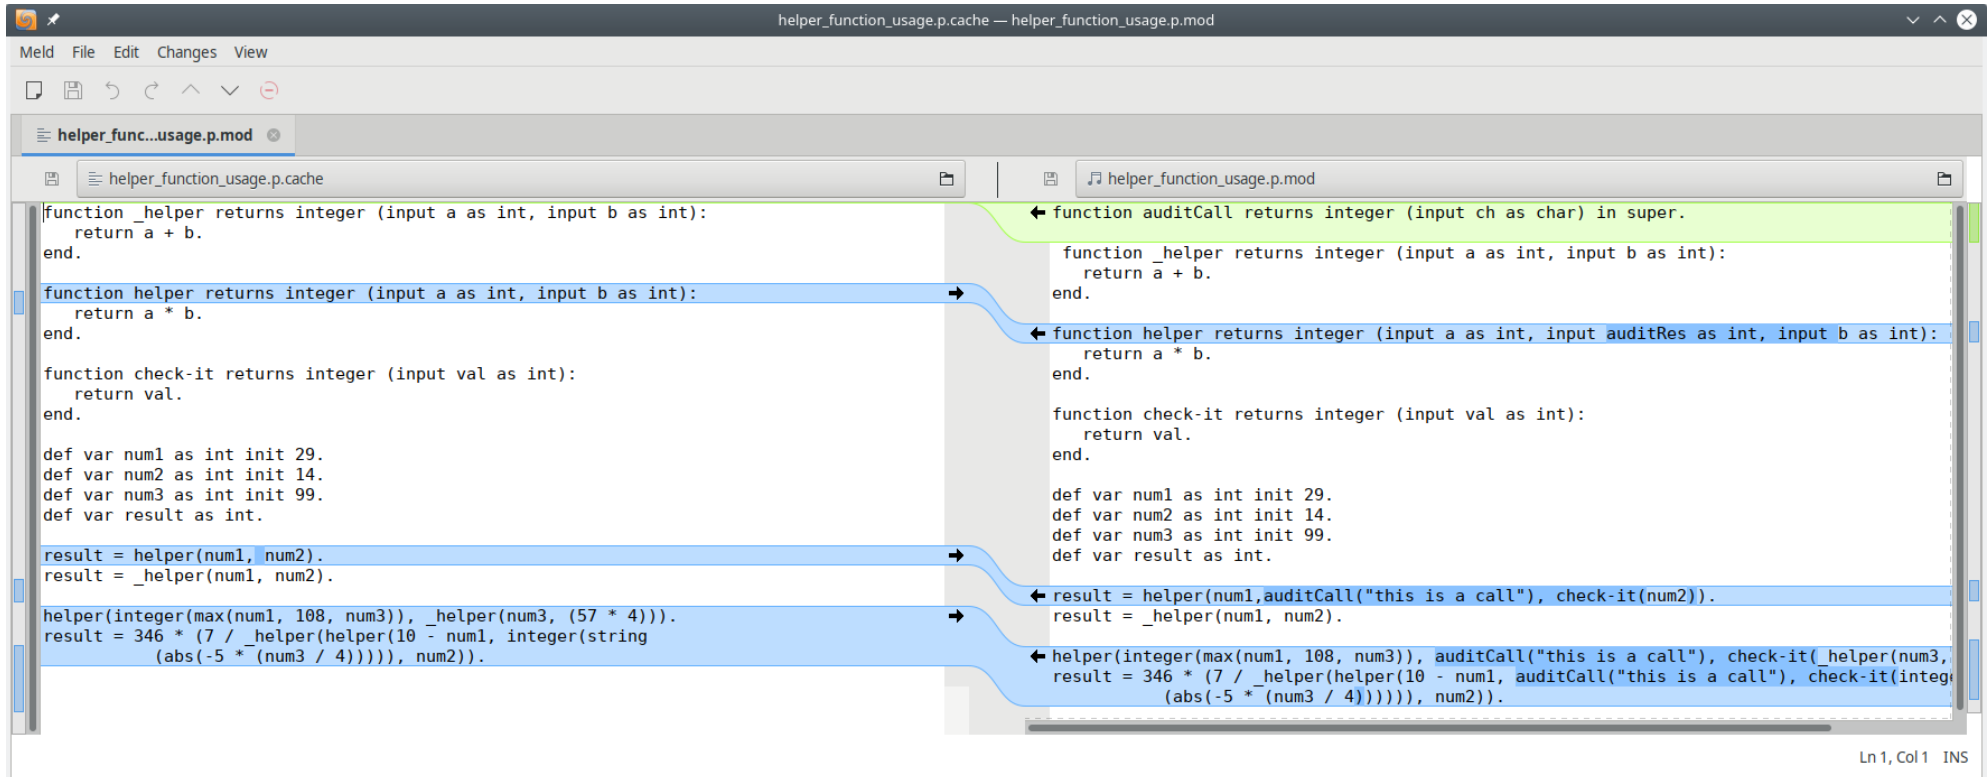 helper_function_usage.p.cache — helper_function_usage.p.mod
Meld File Edit Changes View
helper_func...usage.p.mod
helper_function_usage.p.cache
function _helper returns integer (input a as int, input b as int):
   return a + b.
end.
function helper returns integer (input a as int, input b as int):
   return a * b.
end.
function check-it returns integer (input val as int):
   return val.
end.
def var num1 as int init 29.
def var num2 as int init 14.
def var num3 as int init 99.
def var result as int.
result = helper(num1, num2).
result = _helper(num1, num2).
helper(integer(max(num1, 108, num3)), _helper(num3, (57 * 4))).
result = 346 * (7 / _helper(helper(10 - num1, integer(string
           (abs(-5 * (num3 / 4))))), num2)).
helper_function_usage.p.mod
function auditCall returns integer (input ch as char) in super.
 function _helper returns integer (input a as int, input b as int):
   return a + b.
end.
function helper returns integer (input a as int, input auditRes as int, input b as int):
   return a * b.
end.
function check-it returns integer (input val as int):
   return val.
end.
def var num1 as int init 29.
def var num2 as int init 14.
def var num3 as int init 99.
def var result as int.
result = helper(num1,auditCall("this is a call"), check-it(num2)).
result = _helper(num1, num2).
helper(integer(max(num1, 108, num3)), auditCall("this is a call"), check-it(_helper(num3,
result = 346 * (7 / _helper(helper(10 - num1, auditCall("this is a call"), check-it(intege
           (abs(-5 * (num3 / 4)))))), num2)).
Ln 1, Col 1 INS